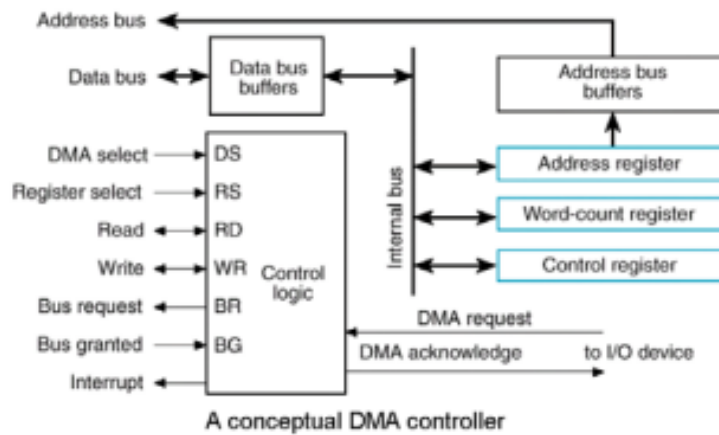 Address bus
Data bus
Data bus
buffers
Address bus
buffers
DMA select
DS
Address register
Register select
RS
Internal bus
Word-count register
Read
RD
Write
WR
Control
logic
Control register
Bus request
BR
DMA request
Bus granted
BG
DMA acknowledge
to I/O device
Interrupt
A conceptual DMA controller